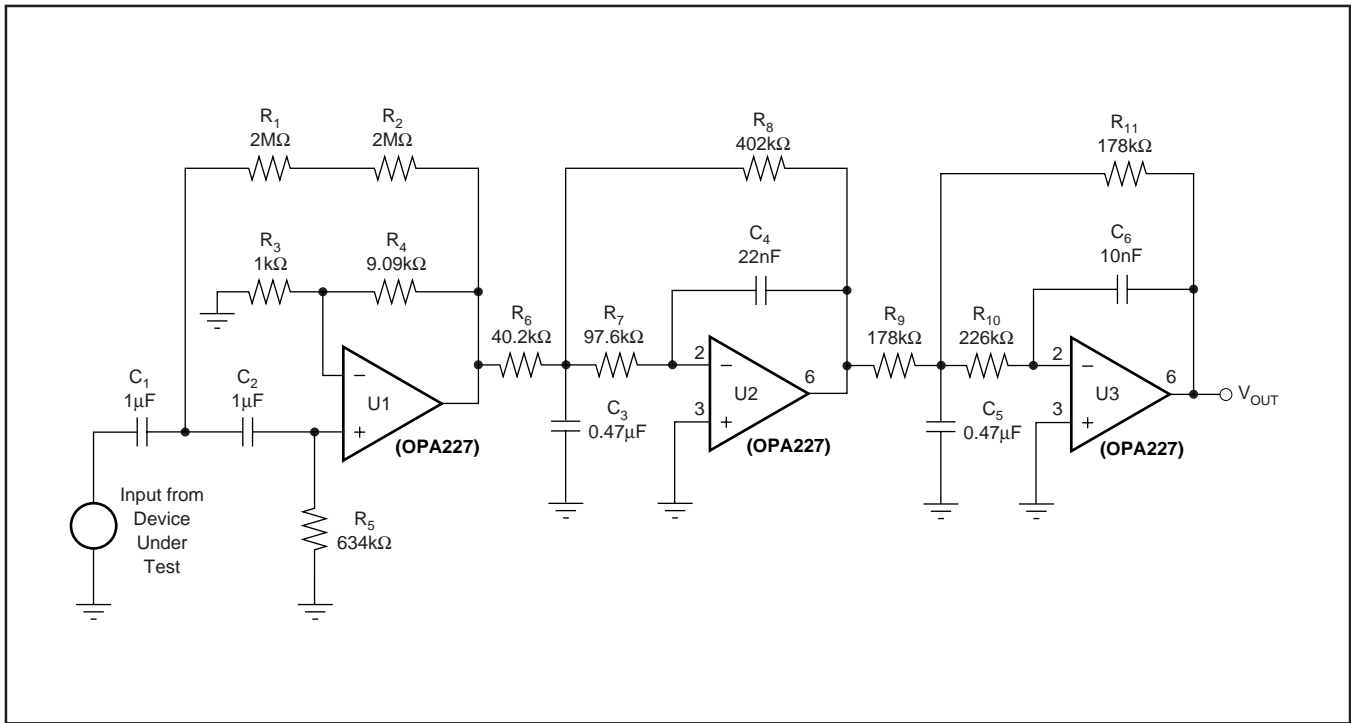 R1
2MΩ
R2
2MΩ
R3
1kΩ
R4
9.09kΩ
C1
1µF
C2
1µF
−
+
U1
(OPA227)
Input from
Device
Under
Test
R5
634kΩ
R6
40.2kΩ
R7
97.6kΩ
R8
402kΩ
C4
22nF
C3
0.47µF
2
−
3
+
U2
6
(OPA227)
R9
178kΩ
R10
226kΩ
R11
178kΩ
C6
10nF
C5
0.47µF
2
−
3
+
U3
6
(OPA227)
VOUT